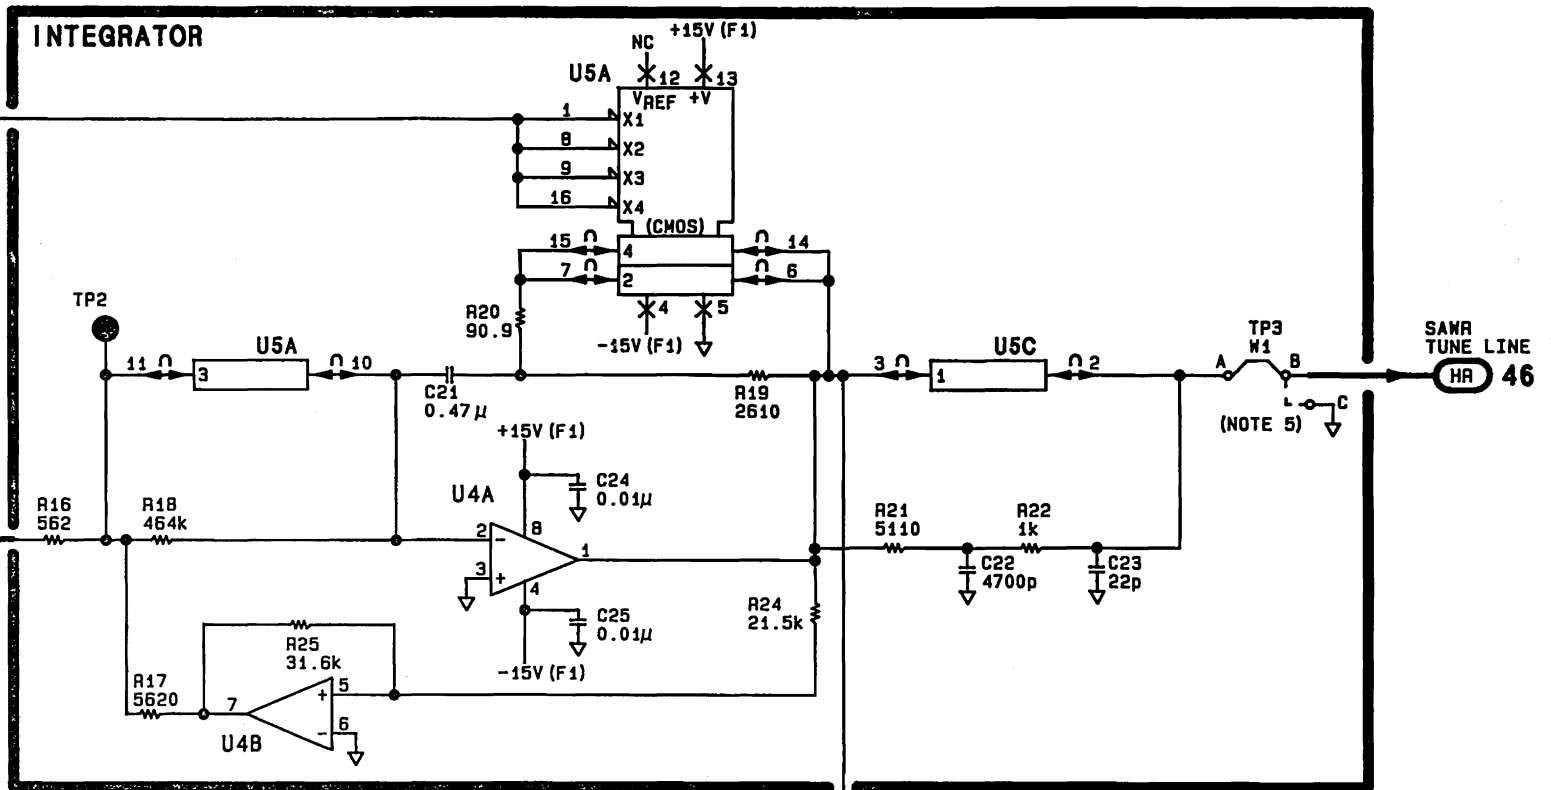 INTEGRATOR
NC
+15V(F1)
U5A
12
13
VREF +V
1
X1
8
X2
9
X3
16
X4
(CMOS)
15
4
14
7
2
6
4
5
-15V(F1)
TP2
R20
90.9
11
U5A
3
10
C21
0.47µ
R19
2610
3
U5C
1
2
TP3
W1
A
B
C
(NOTE 5)
SAWR
TUNE LINE
HR
46
+15V(F1)
C24
0.01µ
U4A
8
2
-
1
3
+
4
C25
0.01µ
-15V(F1)
R16
562
R18
464k
R21
5110
R22
1k
C22
4700p
C23
22p
R24
21.5k
R25
31.6k
R17
5620
7
+
5
-
6
U4B